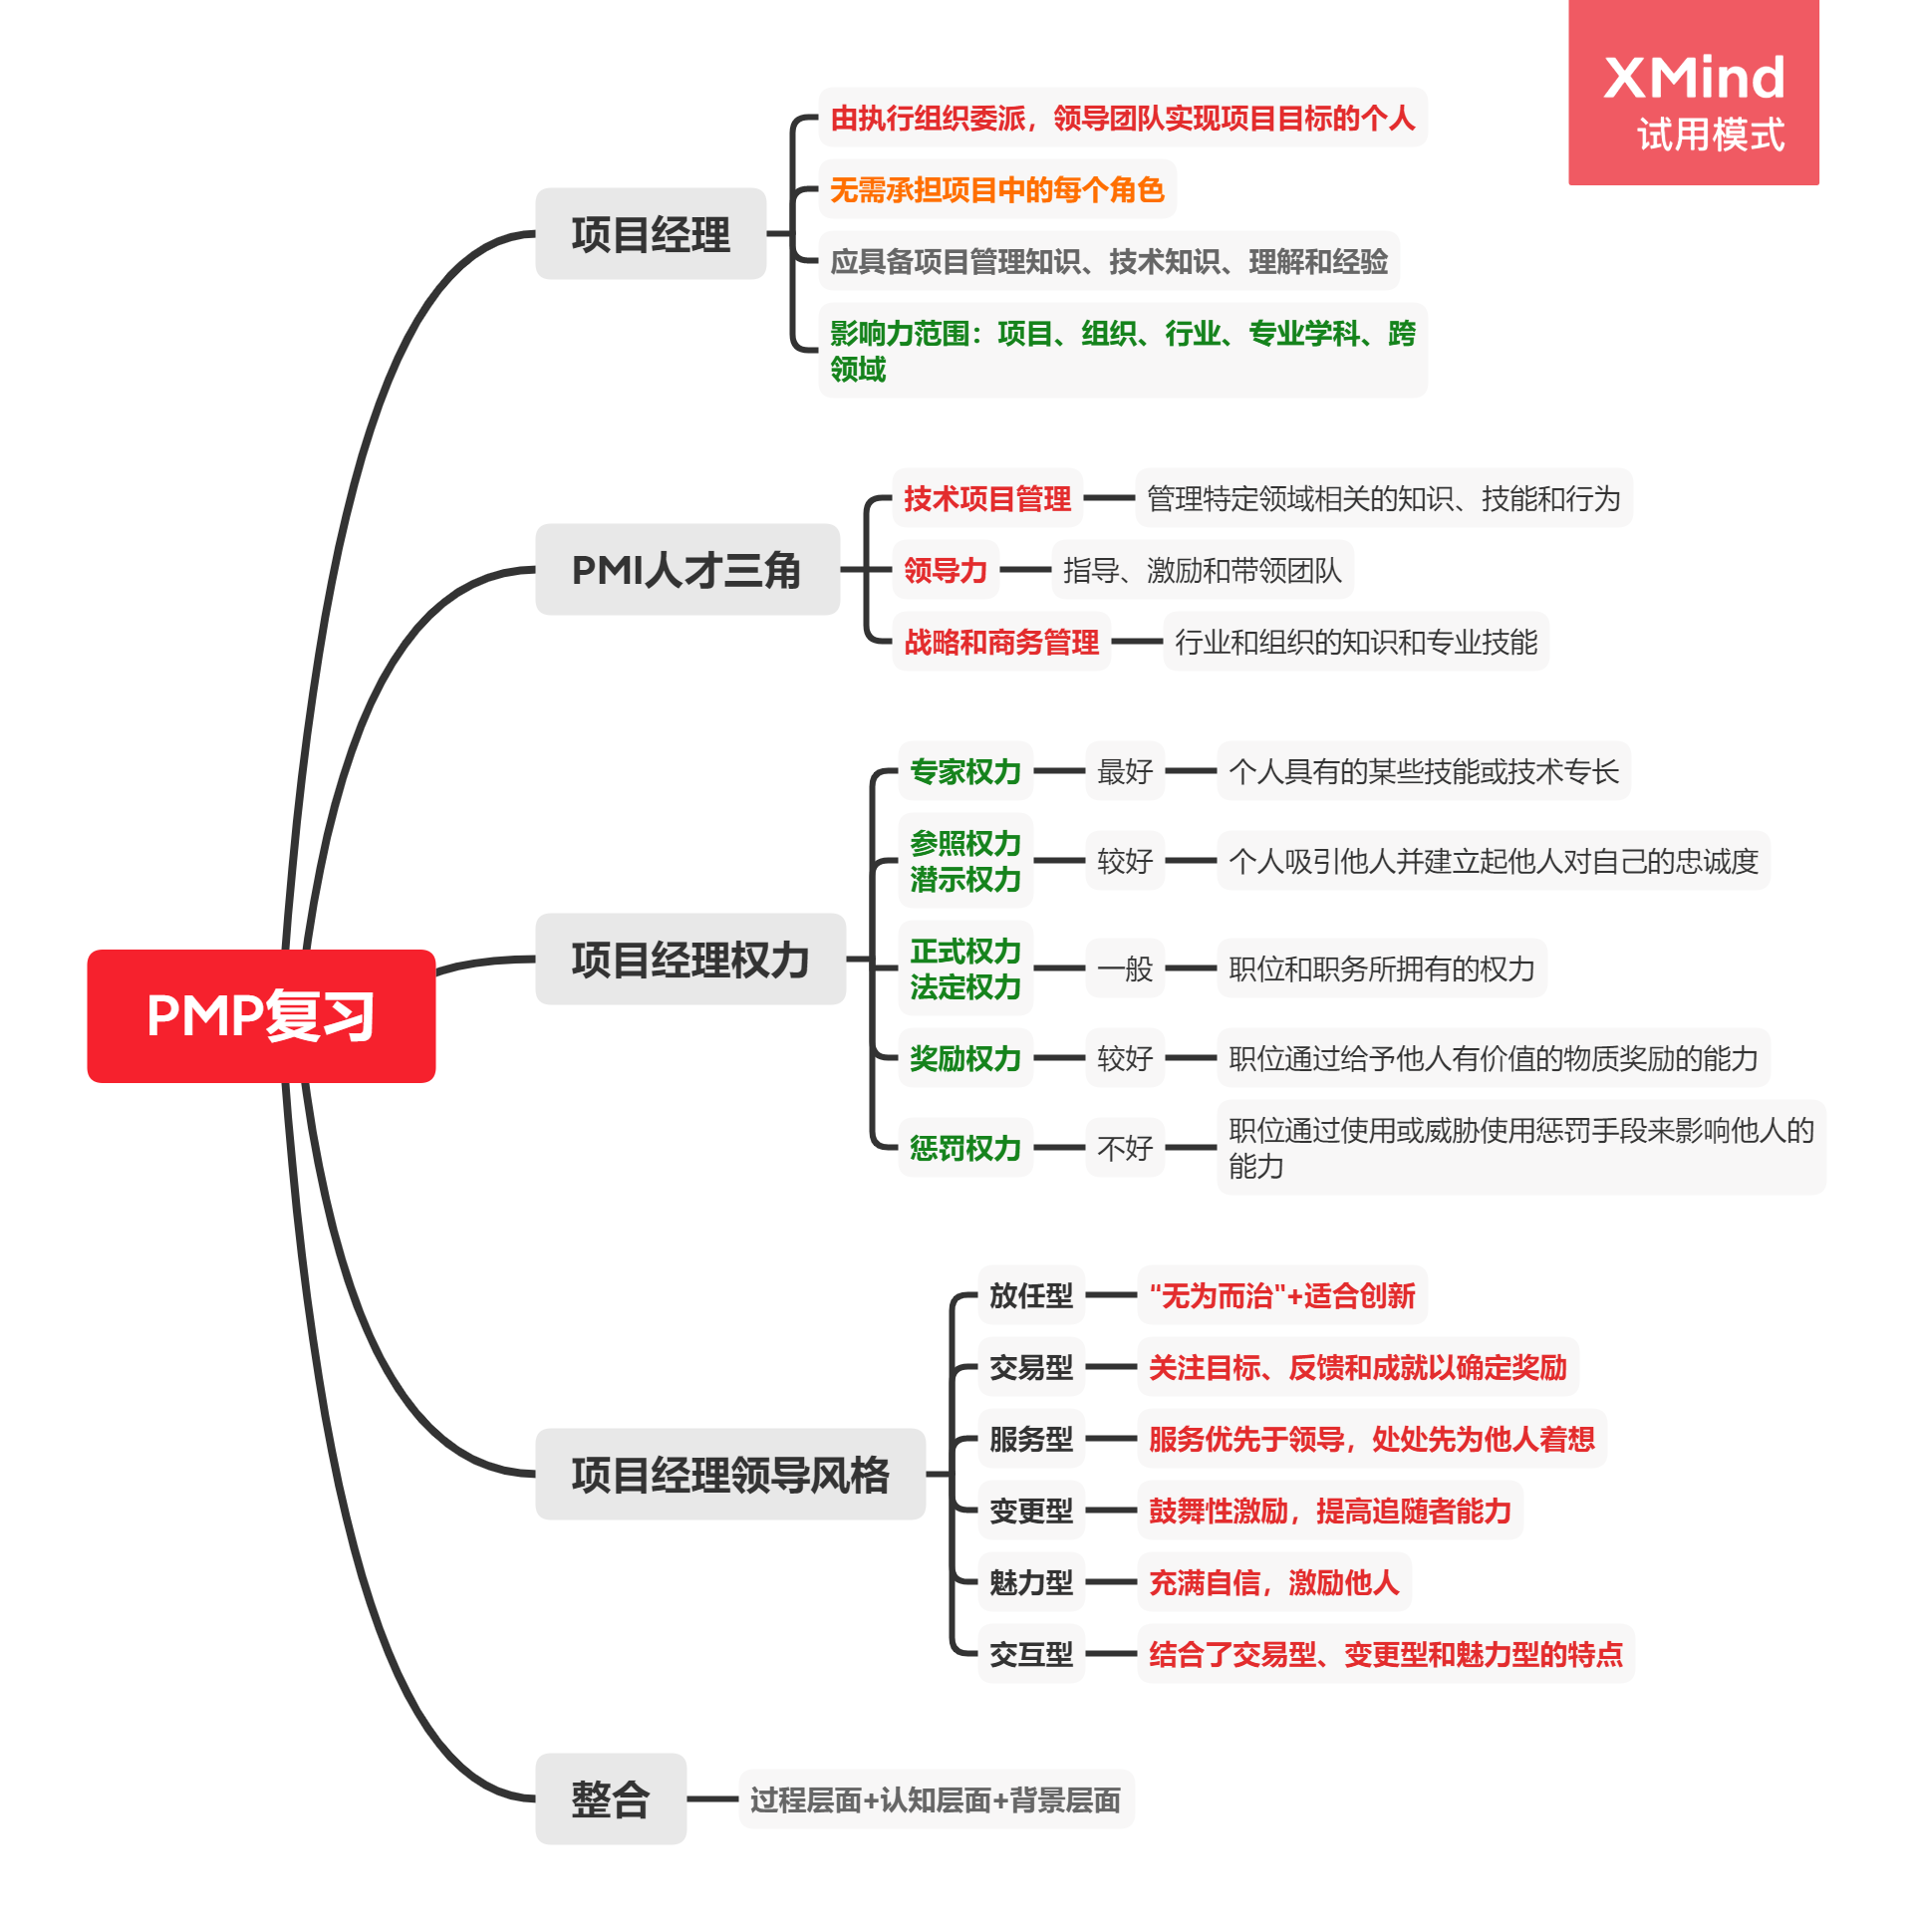 XMind
试用模式
PMP复习
项目经理
由执行组织委派，领导团队实现项目目标的个人
无需承担项目中的每个角色
应具备项目管理知识、技术知识、理解和经验
影响力范围：项目、组织、行业、专业学科、跨
领域
PMI人才三角
技术项目管理
管理特定领域相关的知识、技能和行为
领导力
指导、激励和带领团队
战略和商务管理
行业和组织的知识和专业技能
项目经理权力
专家权力
最好
个人具有的某些技能或技术专长
参照权力
潜示权力
较好
个人吸引他人并建立起他人对自己的忠诚度
正式权力
法定权力
一般
职位和职务所拥有的权力
奖励权力
较好
职位通过给予他人有价值的物质奖励的能力
惩罚权力
不好
职位通过使用或威胁使用惩罚手段来影响他人的
能力
项目经理领导风格
放任型
“无为而治"+适合创新
交易型
关注目标、反馈和成就以确定奖励
服务型
服务优先于领导，处处先为他人着想
变更型
鼓舞性激励，提高追随者能力
魅力型
充满自信，激励他人
交互型
结合了交易型、变更型和魅力型的特点
整合
过程层面+认知层面+背景层面